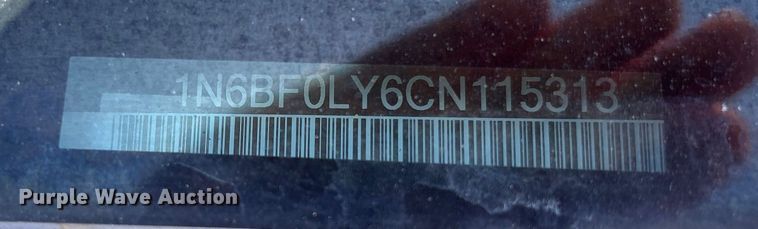 1N6BF0LY6CN115313
Purple Wave Auction